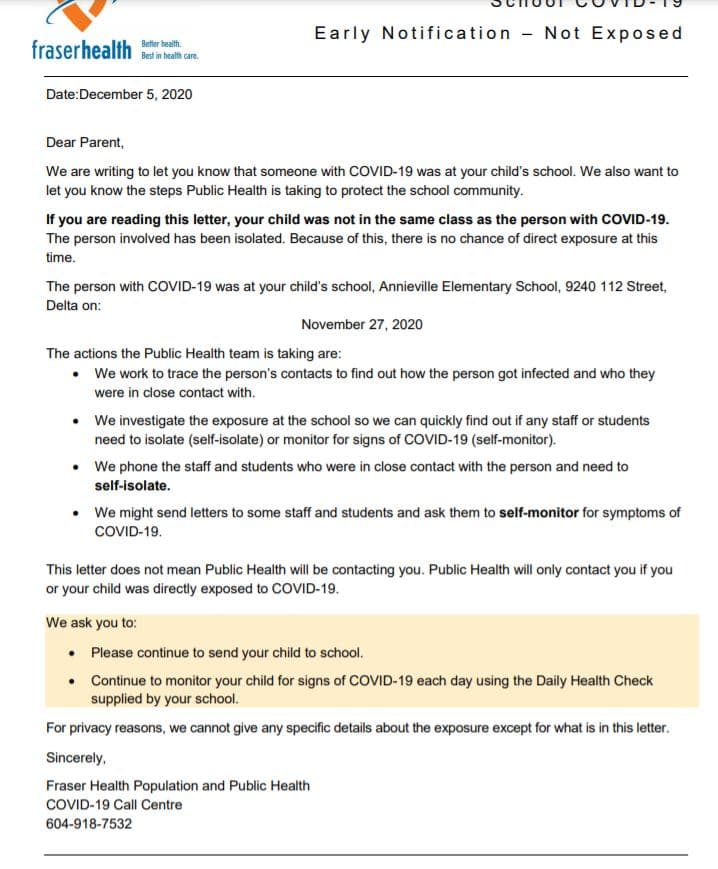 School COVID-19
Early Notification – Not Exposed
fraserhealth
Better health.
Best in health care.
Date:December 5, 2020
Dear Parent,
We are writing to let you know that someone with COVID-19 was at your child's school. We also want to
let you know the steps Public Health is taking to protect the school community.
If you are reading this letter, your child was not in the same class as the person with COVID-19.
The person involved has been isolated. Because of this, there is no chance of direct exposure at this
time.
The person with COVID-19 was at your child's school, Annieville Elementary School, 9240 112 Street,
Delta on:
November 27, 2020
The actions the Public Health team is taking are:
• We work to trace the person's contacts to find out how the person got infected and who they
were in close contact with.
• We investigate the exposure at the school so we can quickly find out if any staff or students
need to isolate (self-isolate) or monitor for signs of COVID-19 (self-monitor).
• We phone the staff and students who were in close contact with the person and need to
self-isolate.
• We might send letters to some staff and students and ask them to self-monitor for symptoms of
COVID-19.
This letter does not mean Public Health will be contacting you. Public Health will only contact you if you
or your child was directly exposed to COVID-19.
We ask you to:
• Please continue to send your child to school.
• Continue to monitor your child for signs of COVID-19 each day using the Daily Health Check
supplied by your school.
For privacy reasons, we cannot give any specific details about the exposure except for what is in this letter.
Sincerely,
Fraser Health Population and Public Health
COVID-19 Call Centre
604-918-7532